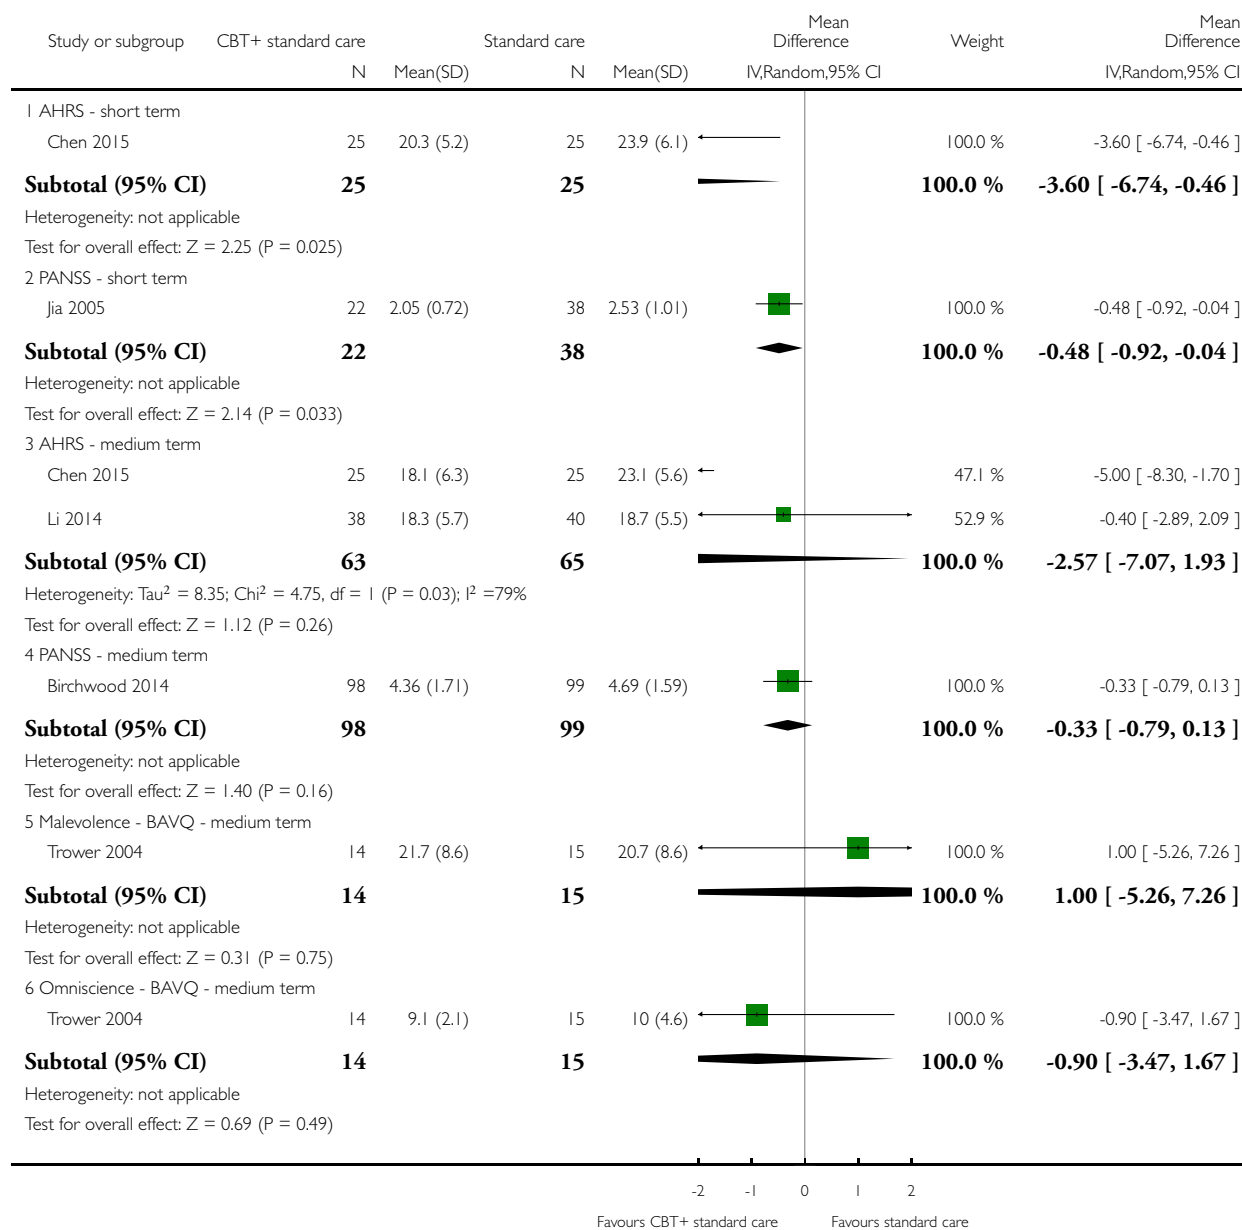 Study or subgroup CBT+ standard care Standard care Mean Difference Weight Mean Difference
N Mean(SD) N Mean(SD) IV,Random,95% CI IV,Random,95% CI
1 AHRS - short term
Chen 2015 25 20.3 (5.2) 25 23.9 (6.1) 100.0 % -3.60 [ -6.74, -0.46 ]
Subtotal (95% CI) 25 25 100.0 % -3.60 [ -6.74, -0.46 ]
Heterogeneity: not applicable
Test for overall effect: Z = 2.25 (P = 0.025)
2 PANSS - short term
Jia 2005 22 2.05 (0.72) 38 2.53 (1.01) 100.0 % -0.48 [ -0.92, -0.04 ]
Subtotal (95% CI) 22 38 100.0 % -0.48 [ -0.92, -0.04 ]
Heterogeneity: not applicable
Test for overall effect: Z = 2.14 (P = 0.033)
3 AHRS - medium term
Chen 2015 25 18.1 (6.3) 25 23.1 (5.6) 47.1 % -5.00 [ -8.30, -1.70 ]
Li 2014 38 18.3 (5.7) 40 18.7 (5.5) 52.9 % -0.40 [ -2.89, 2.09 ]
Subtotal (95% CI) 63 65 100.0 % -2.57 [ -7.07, 1.93 ]
Heterogeneity: Tau² = 8.35; Chi² = 4.75, df = 1 (P = 0.03); I² =79%
Test for overall effect: Z = 1.12 (P = 0.26)
4 PANSS - medium term
Birchwood 2014 98 4.36 (1.71) 99 4.69 (1.59) 100.0 % -0.33 [ -0.79, 0.13 ]
Subtotal (95% CI) 98 99 100.0 % -0.33 [ -0.79, 0.13 ]
Heterogeneity: not applicable
Test for overall effect: Z = 1.40 (P = 0.16)
5 Malevolence - BAVQ - medium term
Trower 2004 14 21.7 (8.6) 15 20.7 (8.6) 100.0 % 1.00 [ -5.26, 7.26 ]
Subtotal (95% CI) 14 15 100.0 % 1.00 [ -5.26, 7.26 ]
Heterogeneity: not applicable
Test for overall effect: Z = 0.31 (P = 0.75)
6 Omniscience - BAVQ - medium term
Trower 2004 14 9.1 (2.1) 15 10 (4.6) 100.0 % -0.90 [ -3.47, 1.67 ]
Subtotal (95% CI) 14 15 100.0 % -0.90 [ -3.47, 1.67 ]
Heterogeneity: not applicable
Test for overall effect: Z = 0.69 (P = 0.49)
-2 -1 0 1 2
Favours CBT+ standard care Favours standard care